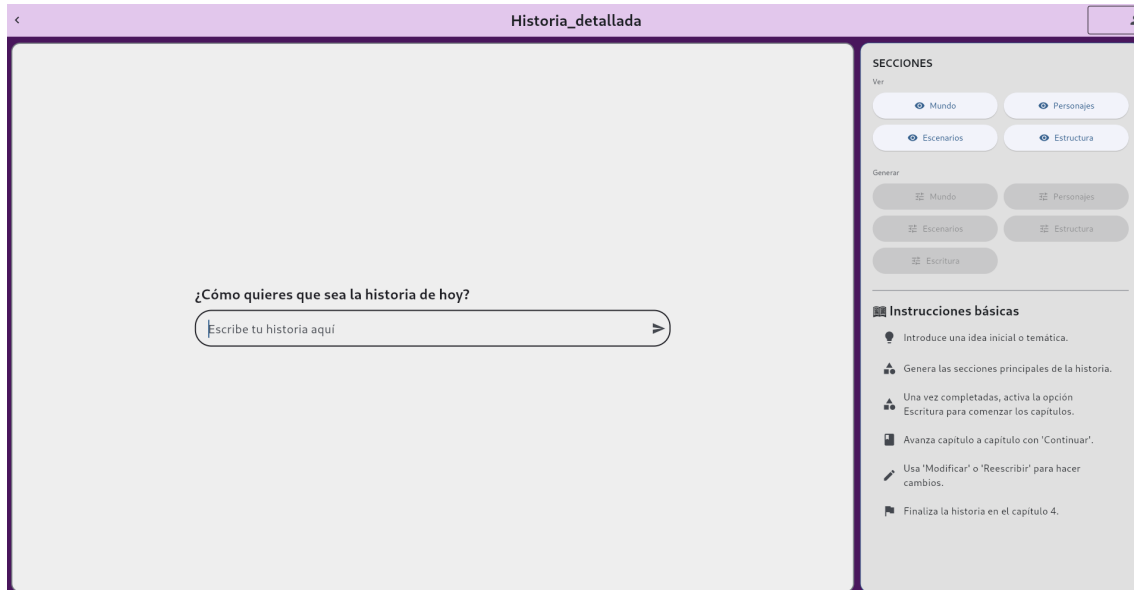 Historia_detallada
¿Cómo quieres que sea la historia de hoy?
Escribe tu historia aquí
SECCIONES
Ver
Mundo
Personajes
Escenarios
Estructura
Generar
Mundo
Personajes
Escenarios
Estructura
Escritura
Instrucciones básicas
Introduce una idea inicial o temática.
Genera las secciones principales de la historia.
Una vez completadas, activa la opción
Escritura para comenzar los capítulos.
Avanza capítulo a capítulo con 'Continuar'.
Usa 'Modificar' o 'Reescribir' para hacer
cambios.
Finaliza la historia en el capítulo 4.